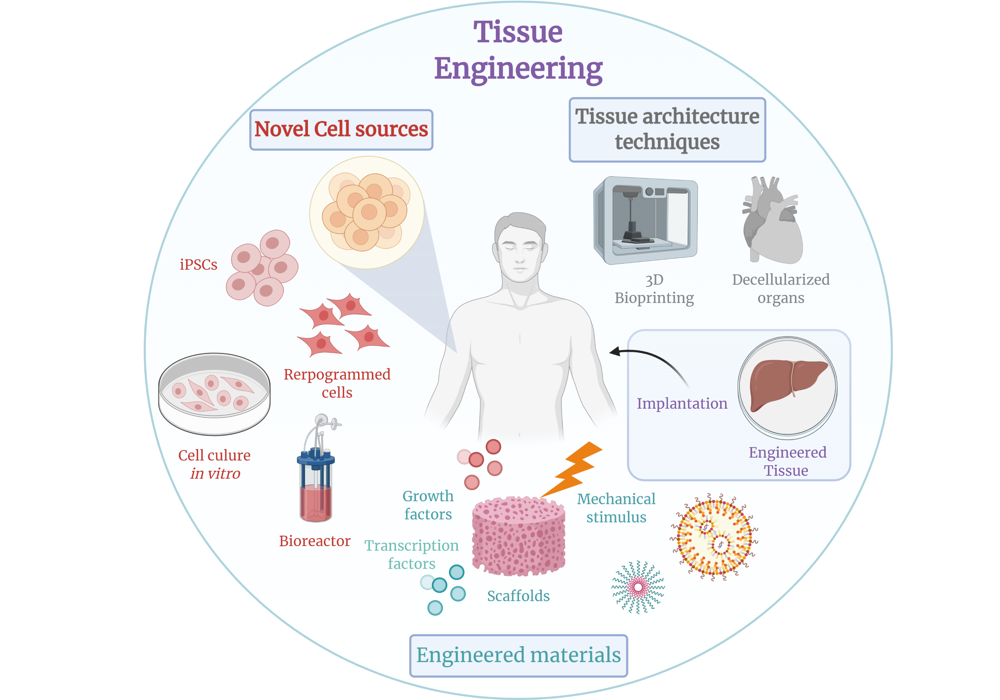 Tissue
Engineering
Novel Cell sources
Tissue architecture
techniques
iPSCs
Rerpogrammed
cells
Cell culure
in vitro
Bioreactor
3D
Bioprinting
Decellularized
organs
Implantation
Engineered
Tissue
Growth
factors
Transcription
factors
Mechanical
stimulus
Scaffolds
Engineered materials